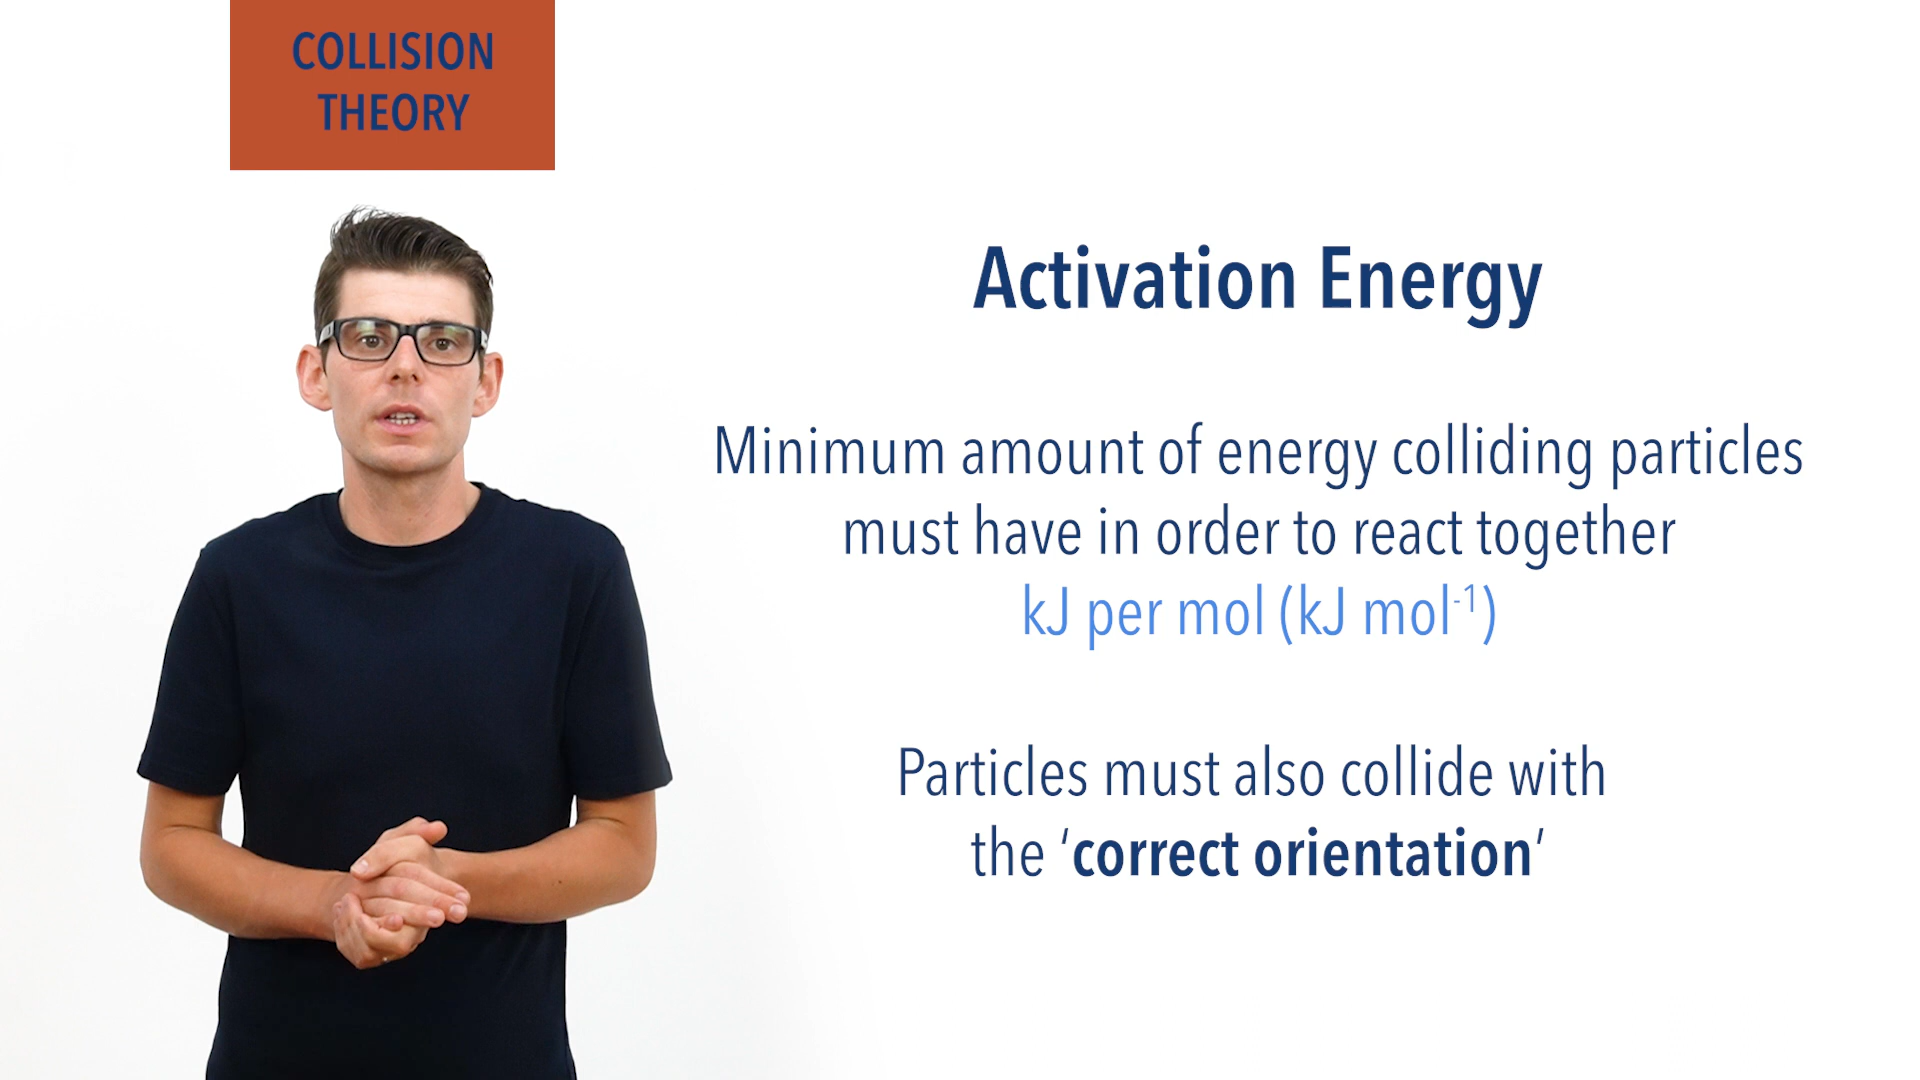 COLLISION
THEORY
Activation Energy
Minimum amount of energy colliding particles
must have in order to react together
kJ per mol (kJ mol⁻¹)
Particles must also collide with
the ‘correct orientation‘